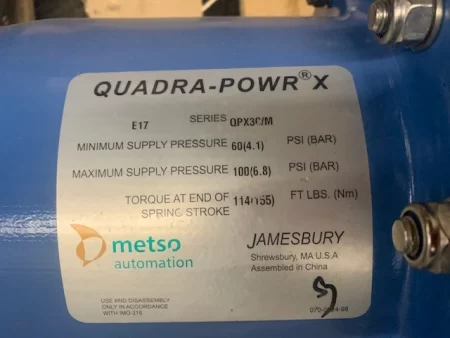 QUADRA-POWR® X
E17 SERIES QPX3C/M
MINIMUM SUPPLY PRESSURE 60(4.1) PSI (BAR)
MAXIMUM SUPPLY PRESSURE 100(6.8) PSI (BAR)
TORQUE AT END OF 114(155) FT LBS. (Nm)
SPRING STROKE
metso
automation
JAMESBURY
Shrewsbury, MA U.S.A
Assembled in China
USE AND DISASSEMBLY
ONLY IN ACCORDANCE
WITH IMO-316